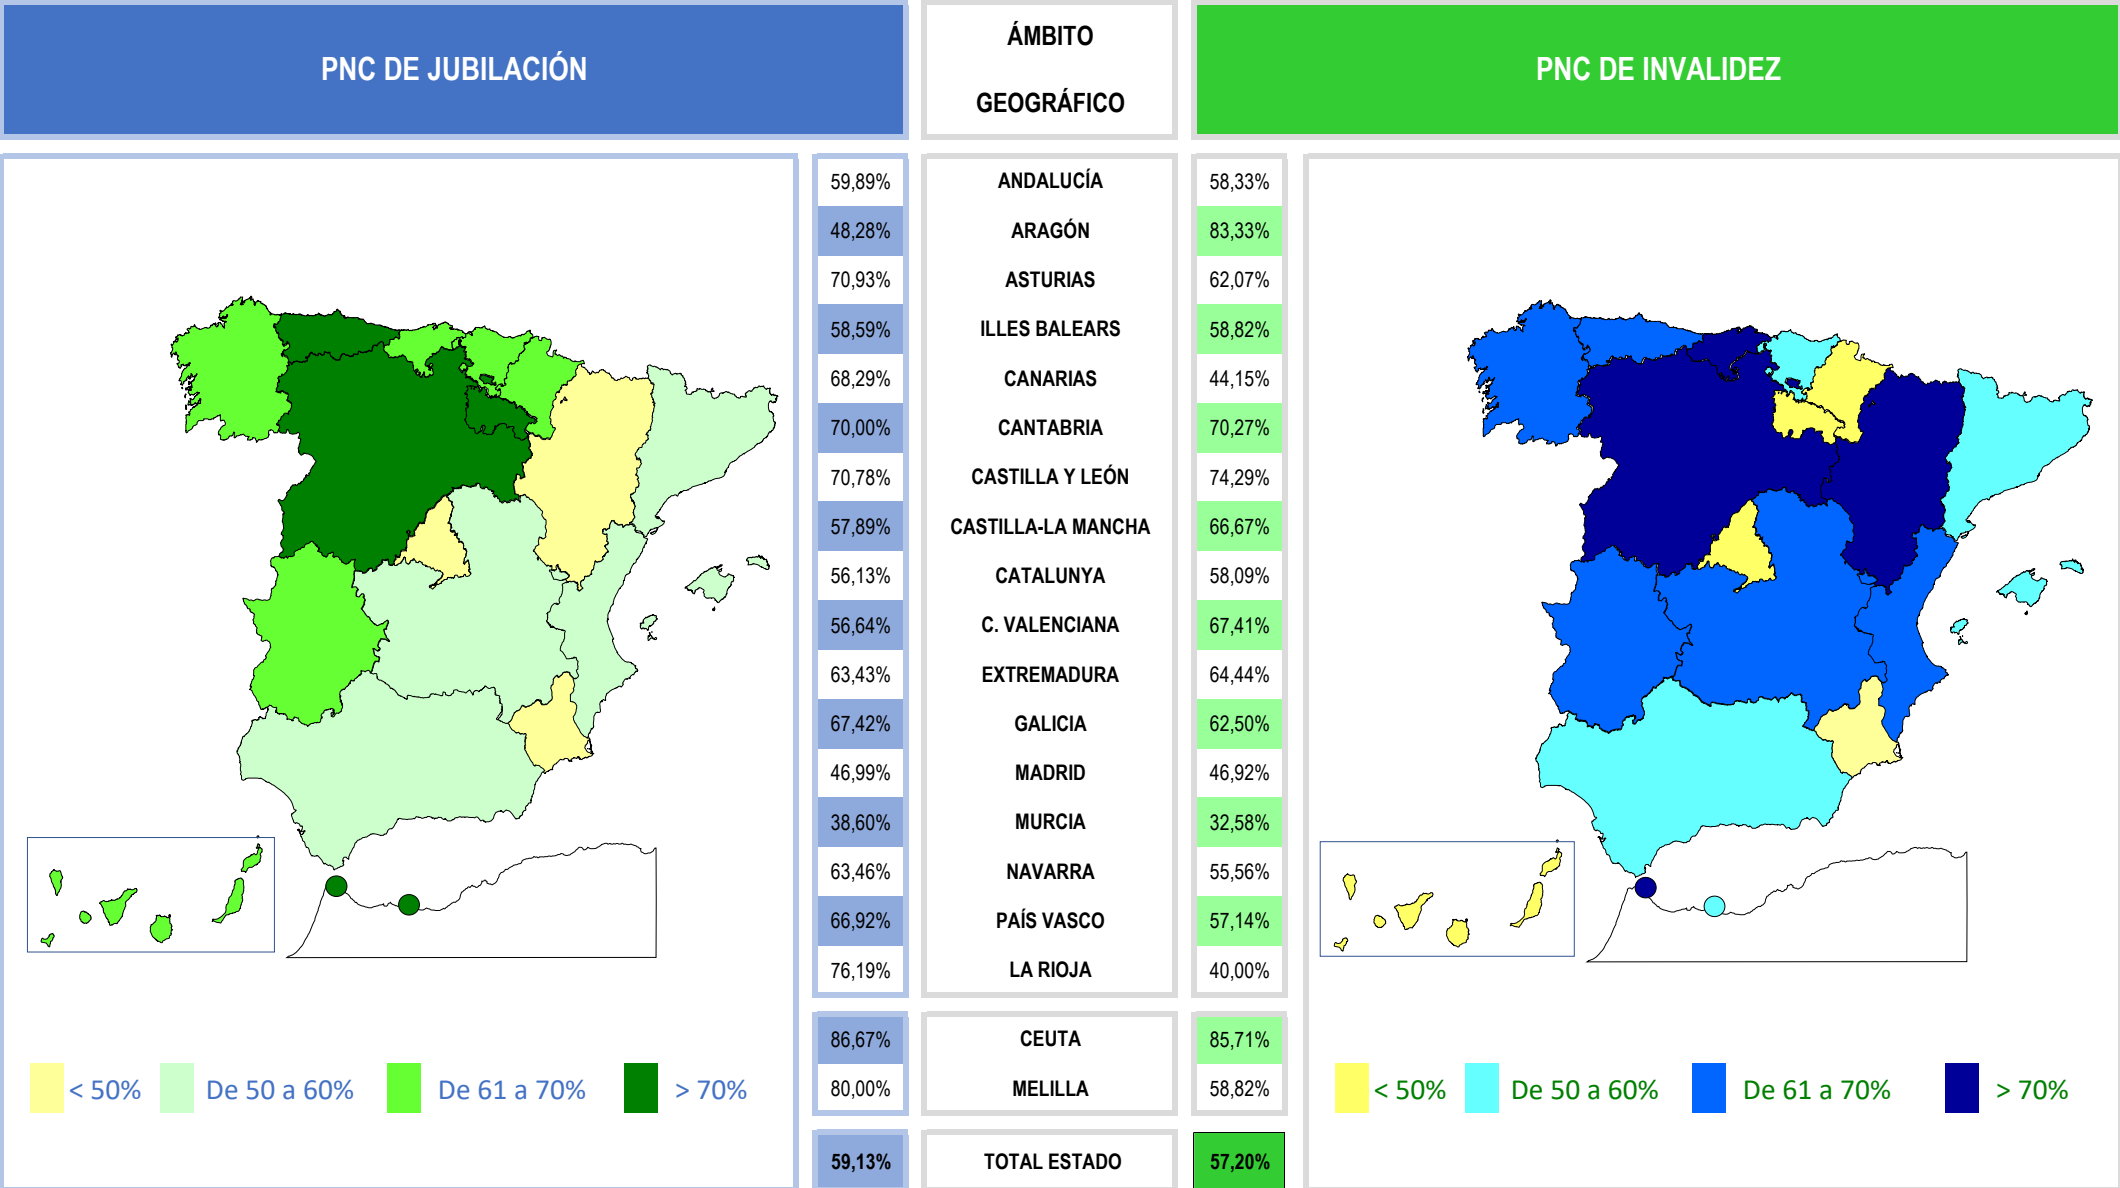 PNC DE JUBILACIÓN
ÁMBITO
GEOGRÁFICO
PNC DE INVALIDEZ
59,89% ANDALUCÍA 58,33%
48,28% ARAGÓN 83,33%
70,93% ASTURIAS 62,07%
58,59% ILLES BALEARS 58,82%
68,29% CANARIAS 44,15%
70,00% CANTABRIA 70,27%
70,78% CASTILLA Y LEÓN 74,29%
57,89% CASTILLA-LA MANCHA 66,67%
56,13% CATALUNYA 58,09%
56,64% C. VALENCIANA 67,41%
63,43% EXTREMADURA 64,44%
67,42% GALICIA 62,50%
46,99% MADRID 46,92%
38,60% MURCIA 32,58%
63,46% NAVARRA 55,56%
66,92% PAÍS VASCO 57,14%
76,19% LA RIOJA 40,00%
86,67% CEUTA 85,71%
80,00% MELILLA 58,82%
59,13% TOTAL ESTADO 57,20%
< 50% De 50 a 60% De 61 a 70% > 70%
< 50% De 50 a 60% De 61 a 70% > 70%